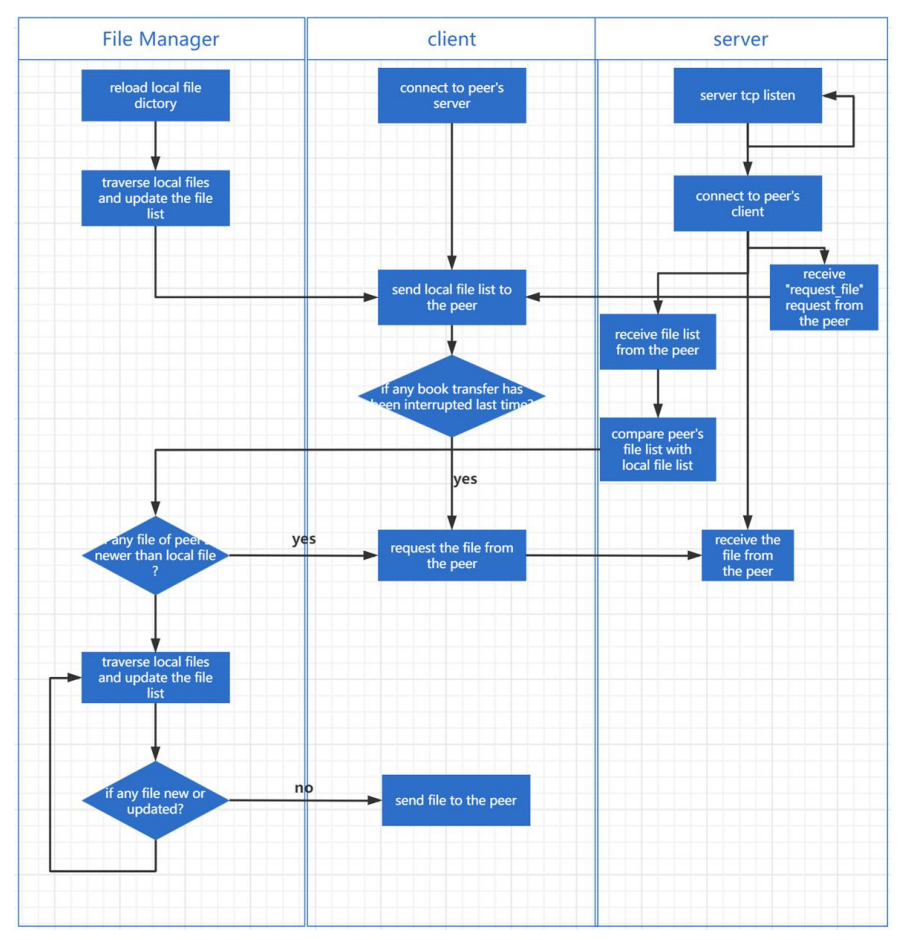 File Manager
client
server
reload local file
dictory
connect to peer's
server
server tcp listen
traverse local files
and update the file
list
connect to peer's
client
send local file list to
the peer
receive
"request_file"
request from
the peer
receive file list
from the peer
if any book transfer has
been interrupted last time?
compare peer's
file list with
local file list
yes
any file of peer
newer than local file
?
yes
request the file from
the peer
receive the
file from
the peer
traverse local files
and update the file
list
if any file new or
updated?
no
send file to the peer